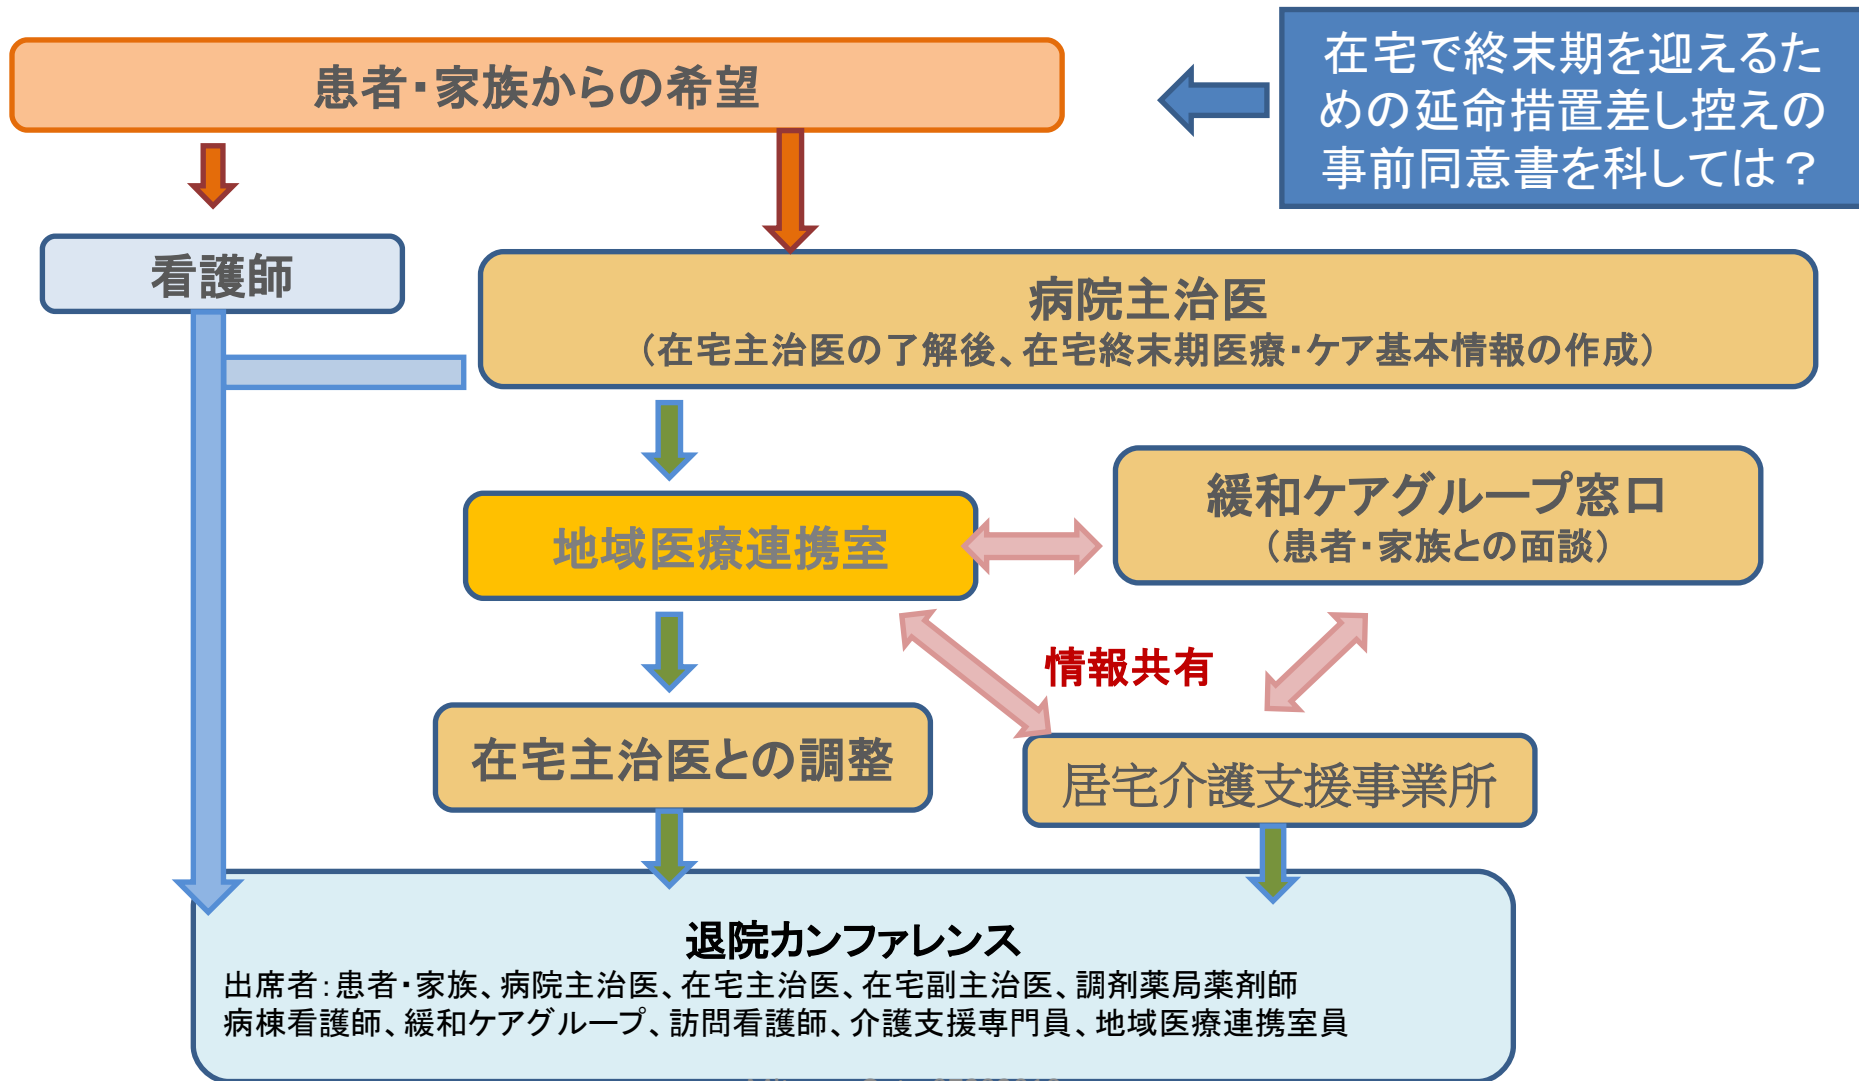 患者・家族からの希望
在宅で終末期を迎えるた
めの延命措置差し控えの
事前同意書を科しては？
看護師
病院主治医
（在宅主治医の了解後、在宅終末期医療・ケア基本情報の作成）
地域医療連携室
緩和ケアグループ窓口
（患者・家族との面談）
情報共有
在宅主治医との調整
居宅介護支援事業所
退院カンファレンス
出席者：患者・家族、病院主治医、在宅主治医、在宅副主治医、調剤薬局薬剤師
病棟看護師、緩和ケアグループ、訪問看護師、介護支援専門員、地域医療連携室員